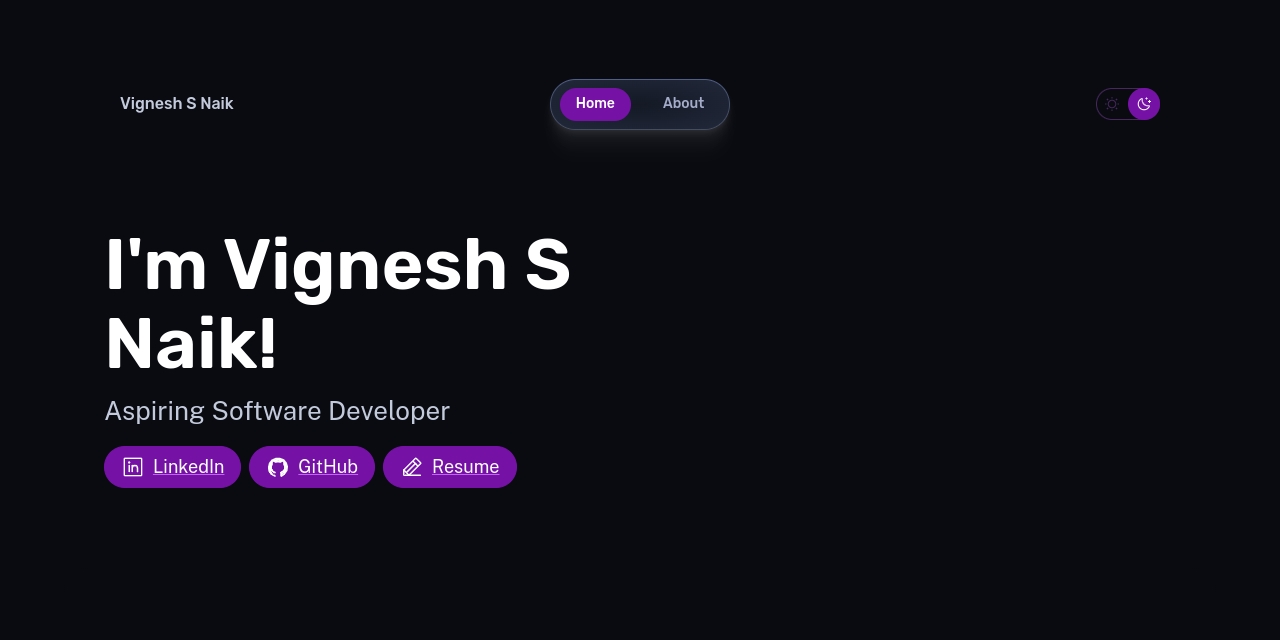 Vignesh S Naik
Home
About
I'm Vignesh S
Naik!
Aspiring Software Developer
LinkedIn
GitHub
Resume